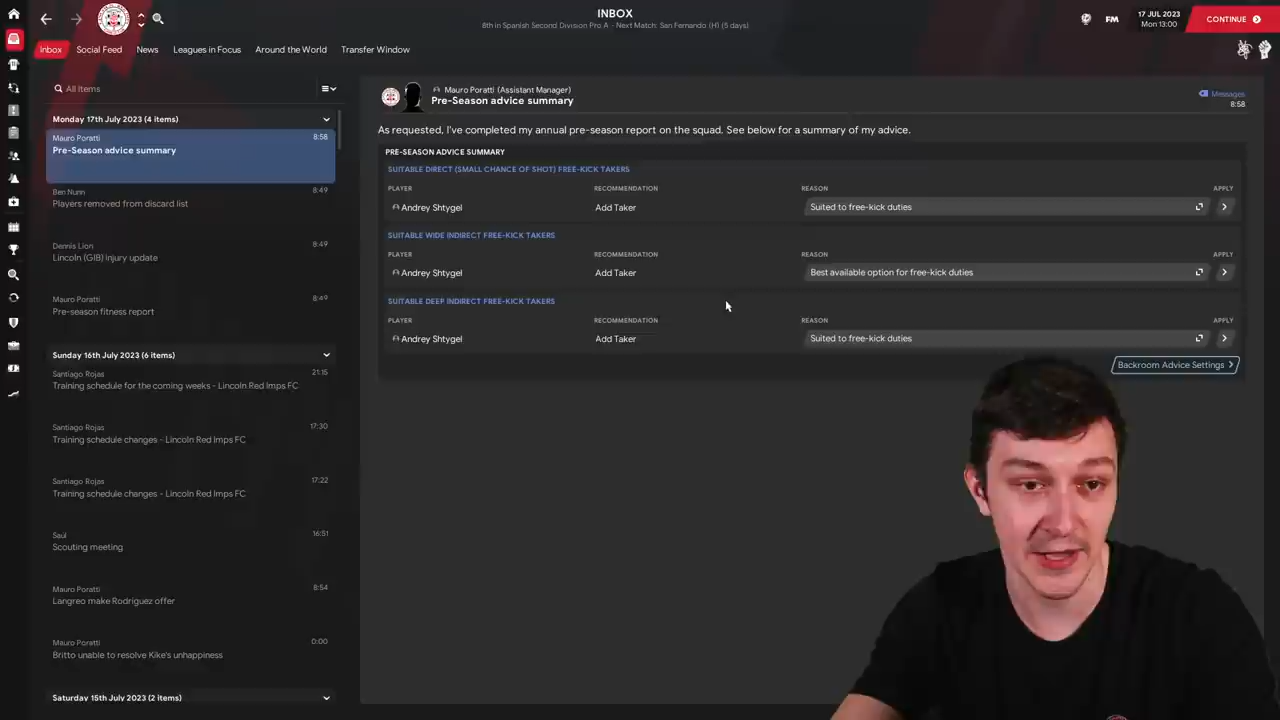 INBOX
8th in Spanish Second Division Pro A - Next Match: San Fernando (H) (5 days)
FM
17 JUL 2023
Mon 13:00
CONTINUE
Inbox
Social Feed
News
Leagues in Focus
Around the World
Transfer Window
All Items
Monday 17th July 2023 (4 items)
Mauro Poratti
8:58
Pre-Season advice summary
Ben Nunn
8:49
Players removed from discard list
Dennis Lion
8:49
Lincoln (GIB) injury update
Mauro Poratti
8:49
Pre-season fitness report
Sunday 16th July 2023 (6 items)
Santiago Rojas
21:15
Training schedule for the coming weeks - Lincoln Red Imps FC
Santiago Rojas
17:30
Training schedule changes - Lincoln Red Imps FC
Santiago Rojas
17:22
Training schedule changes - Lincoln Red Imps FC
Saúl
16:51
Scouting meeting
Mauro Poratti
8:54
Langreo make Rodríguez offer
Mauro Poratti
0:00
Britto unable to resolve Kike's unhappiness
Saturday 15th July 2023 (2 items)
Mauro Poratti (Assistant Manager)
Pre-Season advice summary
Messages
8:58
As requested, I've completed my annual pre-season report on the squad. See below for a summary of my advice.
PRE-SEASON ADVICE SUMMARY
SUITABLE DIRECT (SMALL CHANCE OF SHOT) FREE-KICK TAKERS
PLAYER RECOMMENDATION REASON APPLY
Andrey Shtygel Add Taker Suited to free-kick duties
SUITABLE WIDE INDIRECT FREE-KICK TAKERS
PLAYER RECOMMENDATION REASON APPLY
Andrey Shtygel Add Taker Best available option for free-kick duties
SUITABLE DEEP INDIRECT FREE-KICK TAKERS
PLAYER RECOMMENDATION REASON APPLY
Andrey Shtygel Add Taker Suited to free-kick duties
Backroom Advice Settings